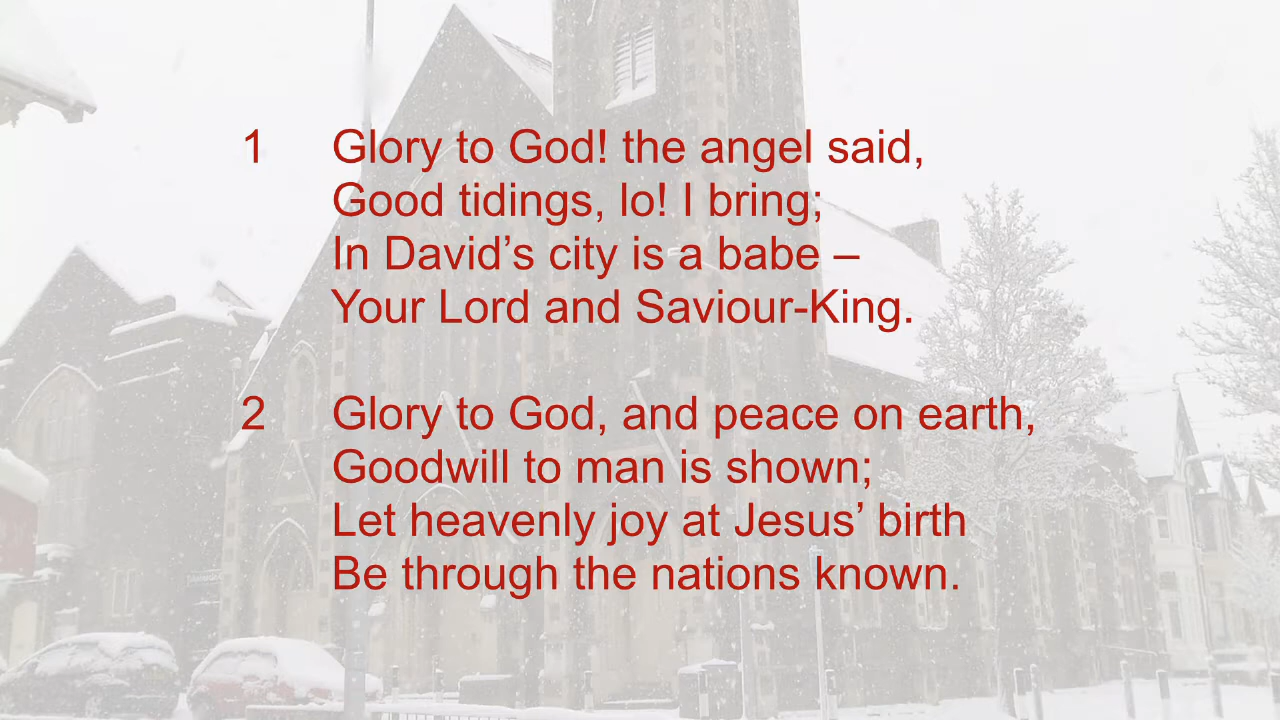 1 Glory to God! the angel said,
Good tidings, lo! I bring;
In David’s city is a babe –
Your Lord and Saviour-King.
2 Glory to God, and peace on earth,
Goodwill to man is shown;
Let heavenly joy at Jesus’ birth
Be through the nations known.